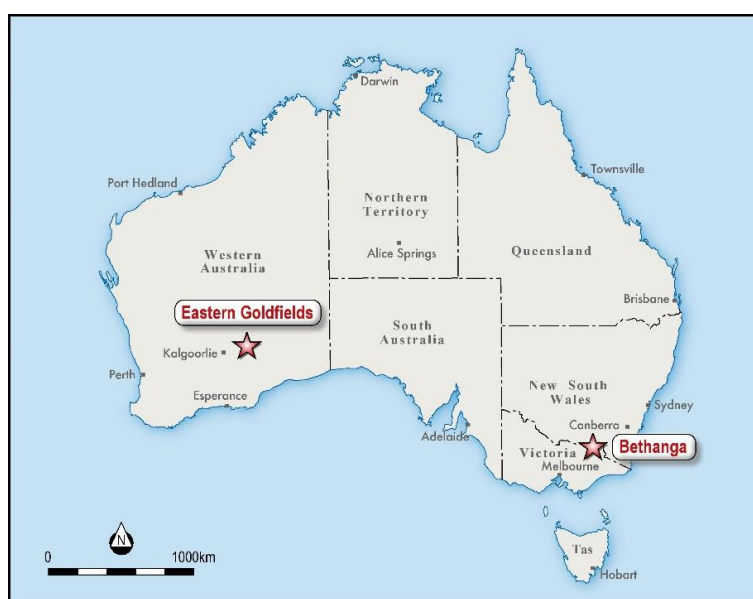 Darwin
Townsville
Port Hedland
Northern
Territory
Alice Springs
Western
Australia
Queensland
Brisbane
Eastern Goldfields
South
Australia
Kalgoorlie
Perth
Esperance
New South
Wales
Sydney
Canberra
Adelaide
Bethanga
Victoria
Melbourne
N
0
1000km
Tas
Hobart